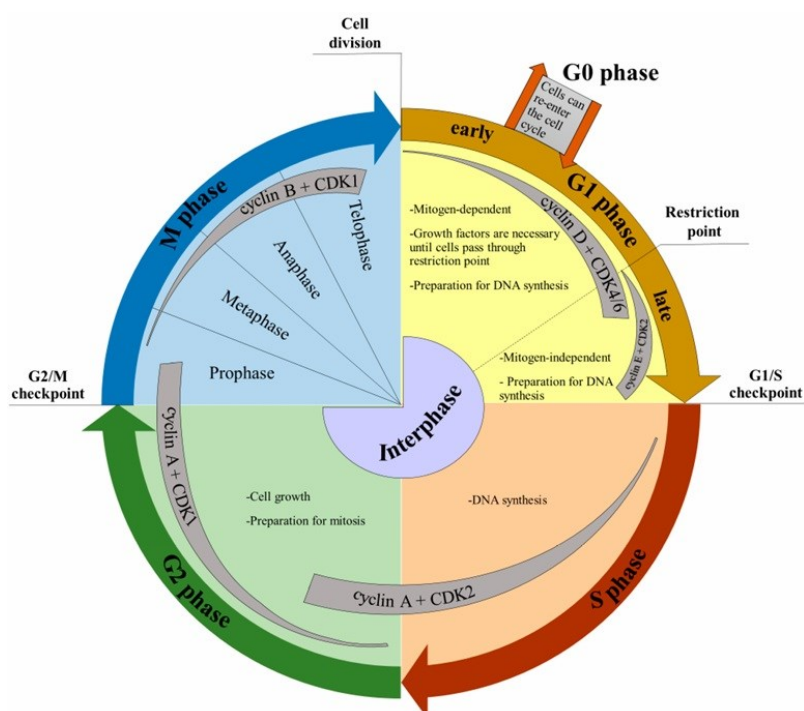 Cell
division
G0 phase
Cells can
re-enter
the cell
cycle
early
G1 phase
late
Restriction
point
cyclin D + CDK4/6
-Mitogen-dependent
-Growth factors are necessary
until cells pass through
restriction point
-Preparation for DNA synthesis
cyclin E + CDK2
-Mitogen-independent
- Preparation for DNA
synthesis
G1/S
checkpoint
S phase
-DNA synthesis
cyclin A + CDK2
G2 phase
-Cell growth
-Preparation for mitosis
cyclin A + CDK1
G2/M
checkpoint
M phase
cyclin B + CDK1
Prophase
Metaphase
Anaphase
Telophase
Interphase